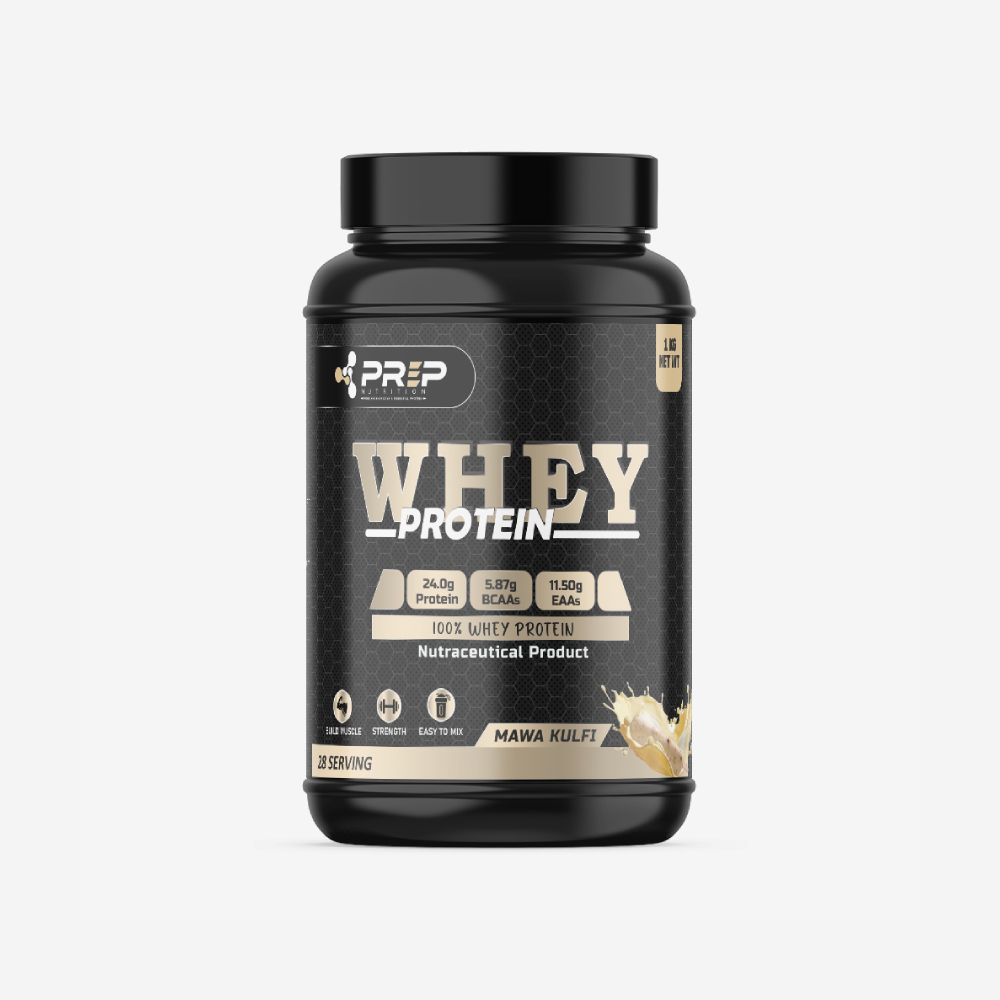 PREP
NUTRITION
1 KG
NET WT
WHEY
PROTEIN
24.0g
Protein
5.87g
BCAAs
11.50g
EAAs
100% WHEY PROTEIN
Nutraceutical Product
BUILD MUSCLE
STRENGTH
EASY TO MIX
MAWA KULFI
28 SERVING